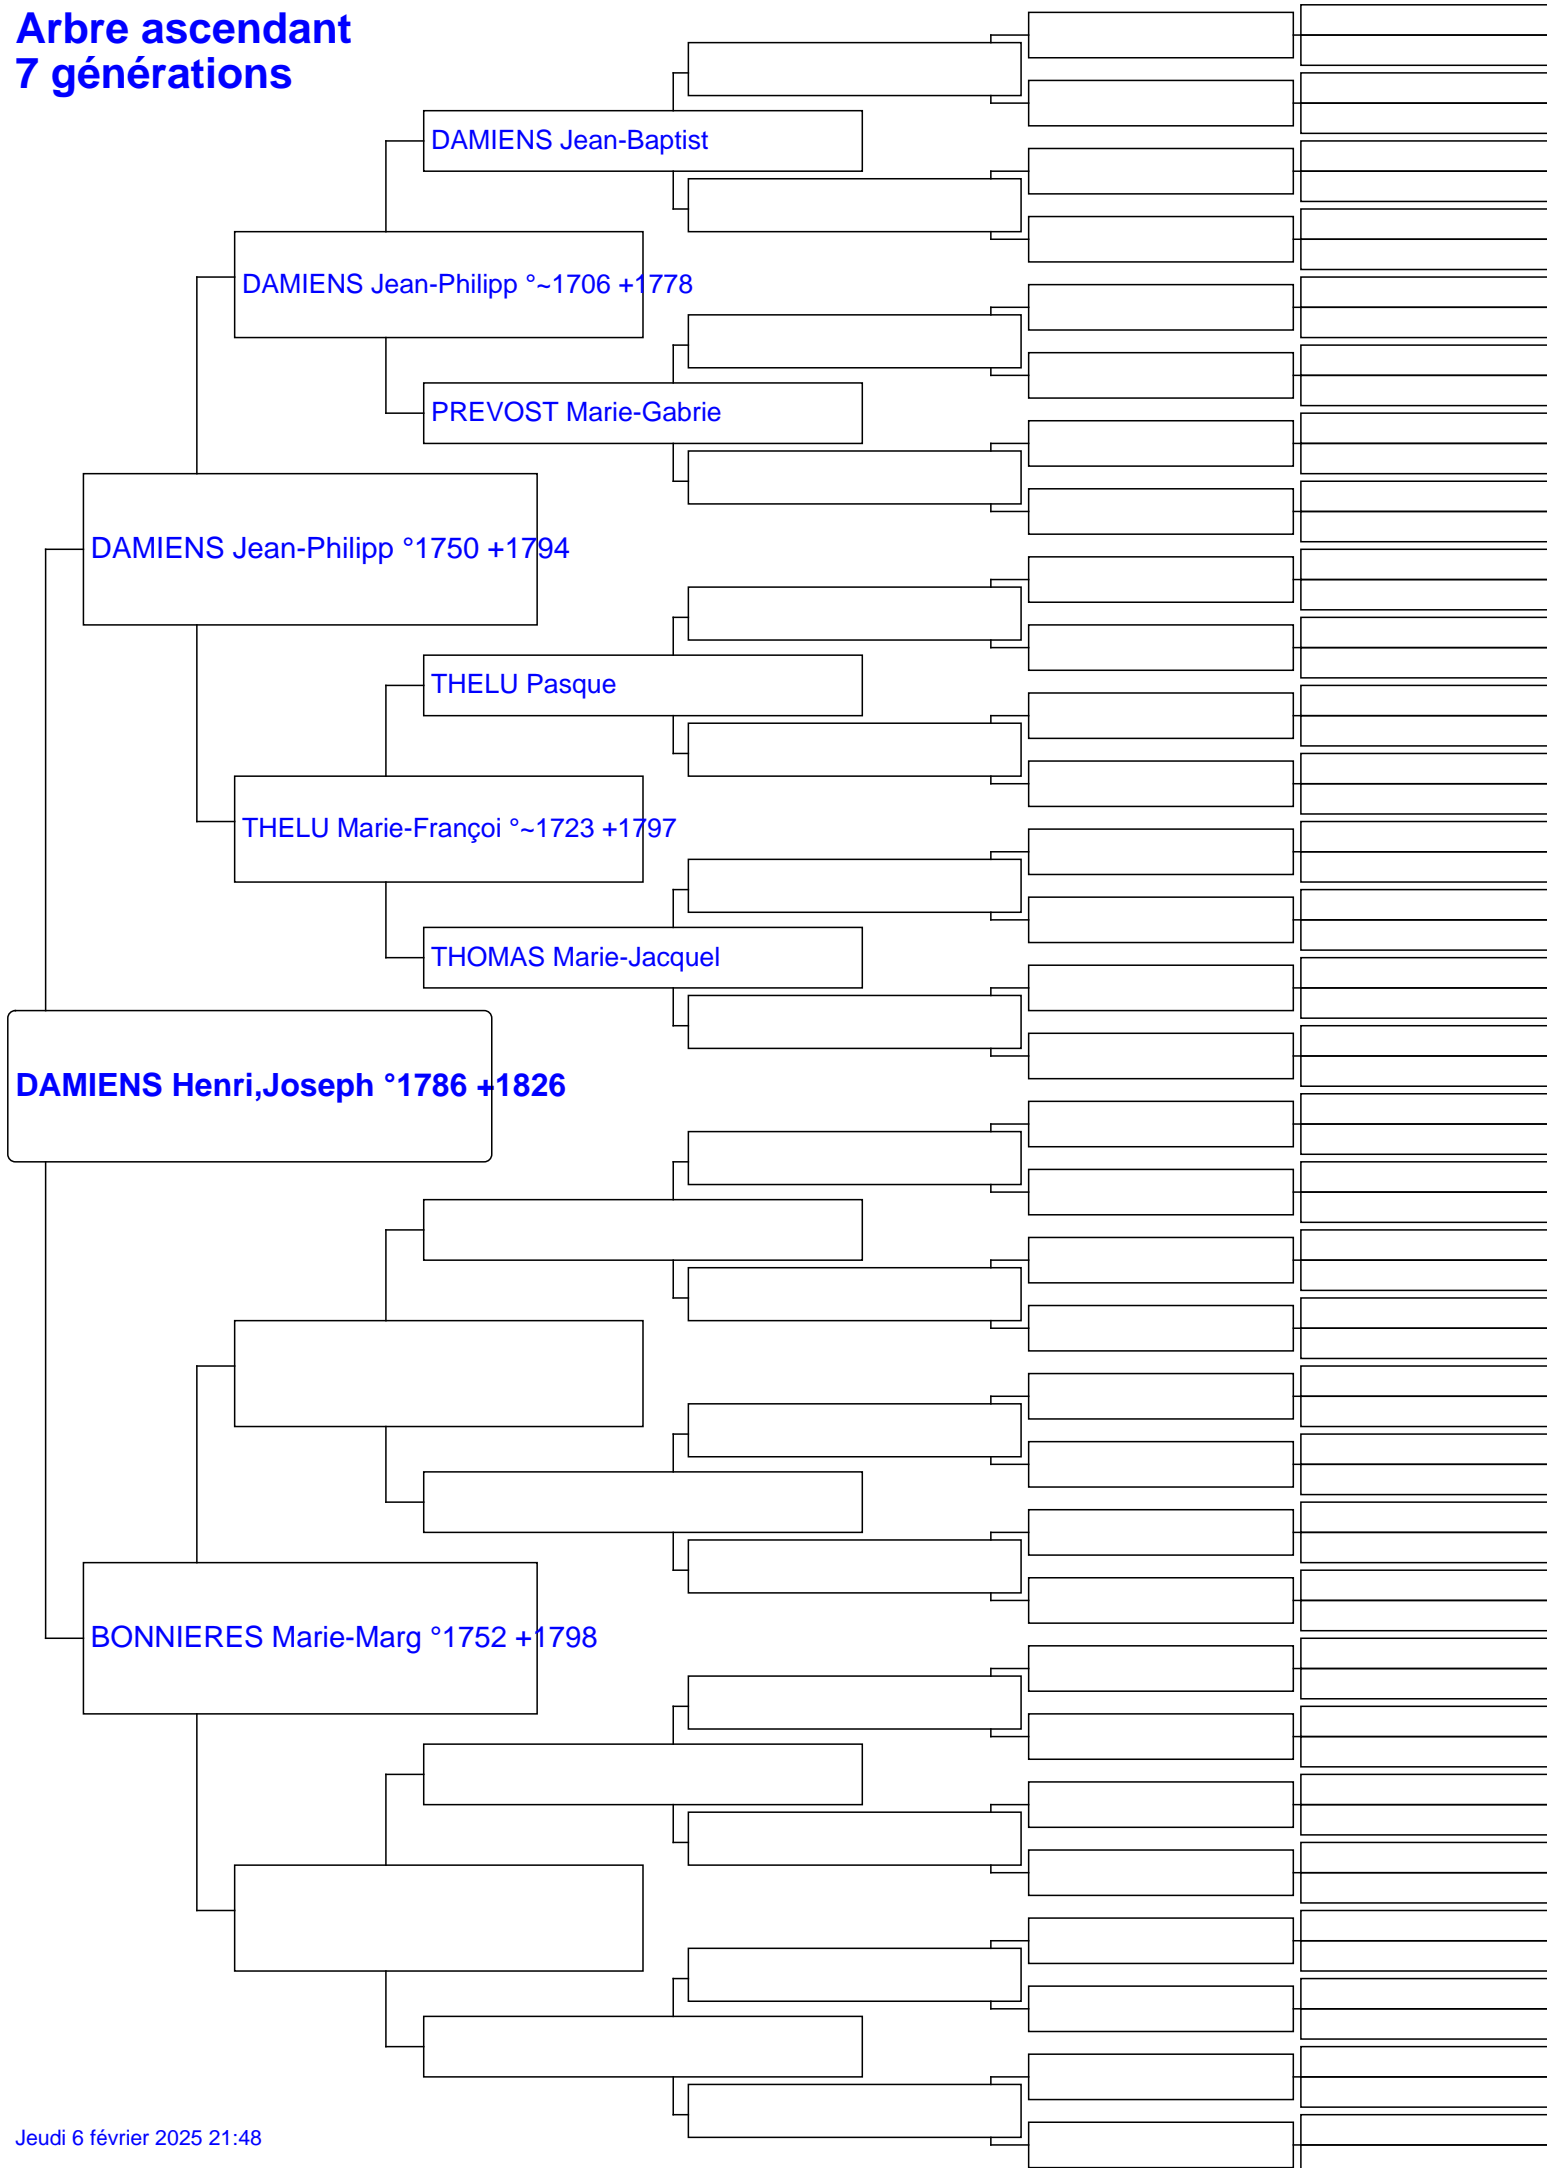 Arbre ascendant
7 générations
DAMIENS Jean-Baptist
DAMIENS Jean-Philipp °~1706 +1778
PREVOST Marie-Gabrie
DAMIENS Jean-Philipp °1750 +1794
THELU Pasque
THELU Marie-Françoi °~1723 +1797
THOMAS Marie-Jacquel
DAMIENS Henri,Joseph °1786 +1826
BONNIERES Marie-Marg °1752 +1798
Jeudi 6 février 2025 21:48